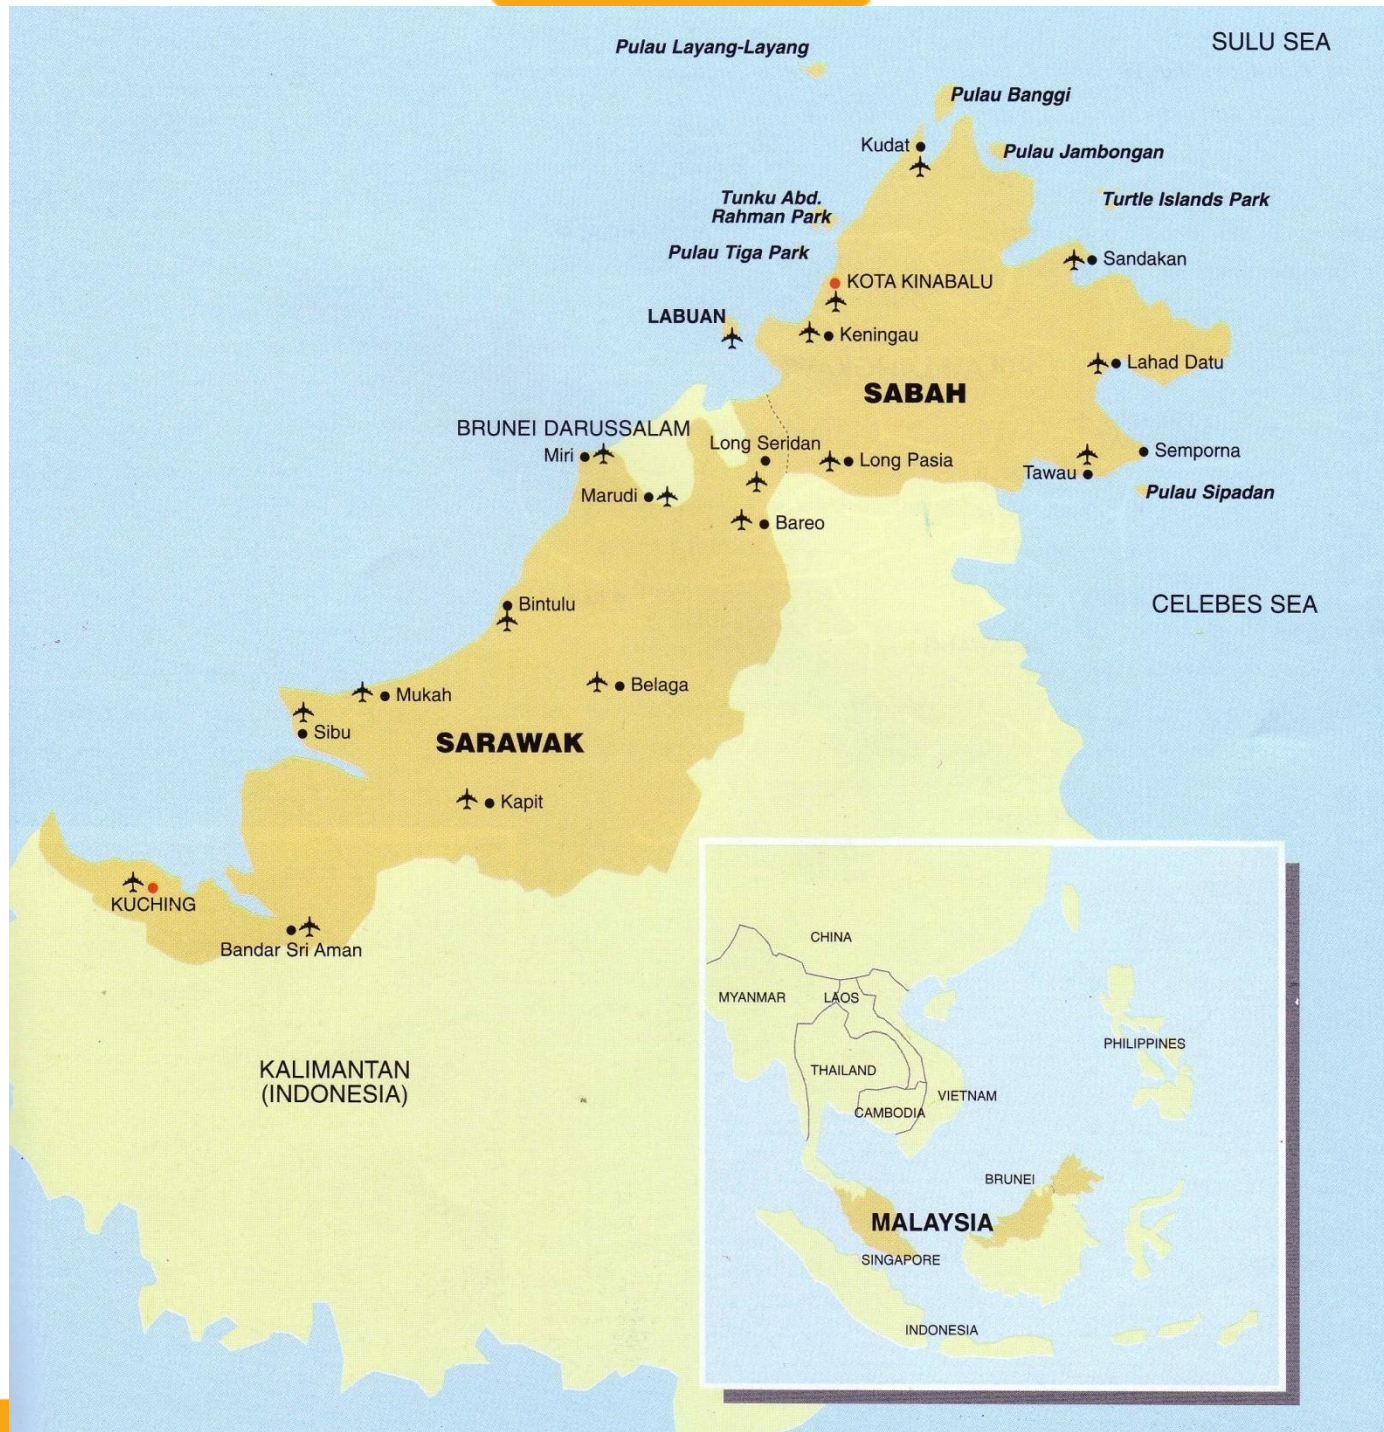 Pulau Layang-Layang
SULU SEA
Pulau Banggi
Kudat
Pulau Jambongan
Tunku Abd.
Rahman Park
Turtle Islands Park
Pulau Tiga Park
Sandakan
KOTA KINABALU
LABUAN
Keningau
Lahad Datu
SABAH
BRUNEI DARUSSALAM
Long Seridan
Miri
Long Pasia
Semporna
Tawau
Marudi
Pulau Sipadan
Bareo
Bintulu
CELEBES SEA
Belaga
Mukah
Sibu
SARAWAK
Kapit
KUCHING
Bandar Sri Aman
KALIMANTAN
(INDONESIA)
CHINA
MYANMAR
LAOS
PHILIPPINES
THAILAND
VIETNAM
CAMBODIA
BRUNEI
MALAYSIA
SINGAPORE
INDONESIA